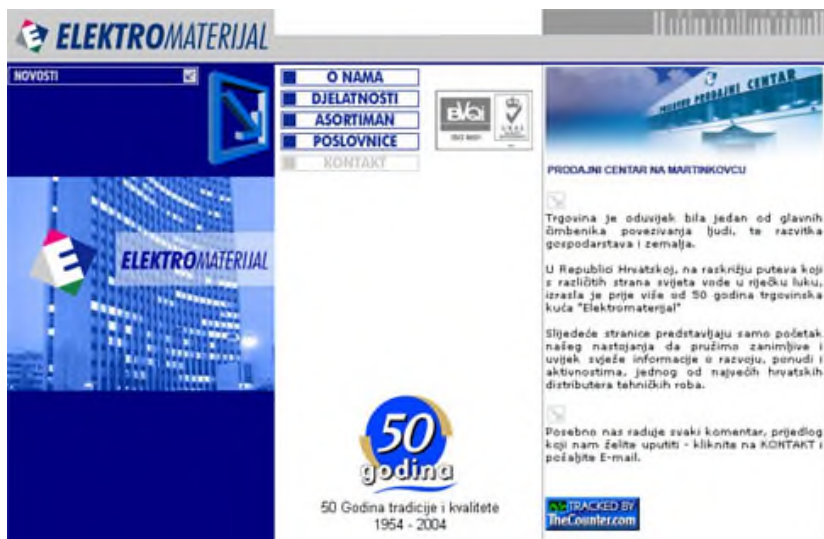 ELEKTROMATERIJAL
NOVOSTI
ELEKTROMATERIJAL
O NAMA
DJELATNOSTI
ASORTIMAN
POSLOVNICE
KONTAKT
BVQi
ISO 9001
UKAS
50
godina
50 Godina tradicije i kvalitete
1954 - 2004
PRODAJNI CENTAR
PRODAJNI CENTAR NA MARTINKOVCU
Trgovina je oduvijek bila jedan od glavnih
čimbenika povezivanja ljudi, te razvitka
gospodarstava i zemalja.
U Republici Hrvatskoj, na raskrižju puteva koji
s različitih strana svijeta vode u riječku luku,
izrasla je prije više od 50 godina trgovinska
kuća "Elektromaterijal"
Slijedeće stranice predstavljaju samo početak
našeg nastojanja da pružimo zanimljive i
uvijek svježe informacije o razvoju, ponudi i
aktivnostima, jednog od najvećih hrvatskih
distributera tehničkih roba.
Posebno nas raduje svaki komentar, prijedlog
koji nam želite uputiti - kliknite na KONTAKT i
pošaljite E-mail.
TRACKED BY
TheCounter.com